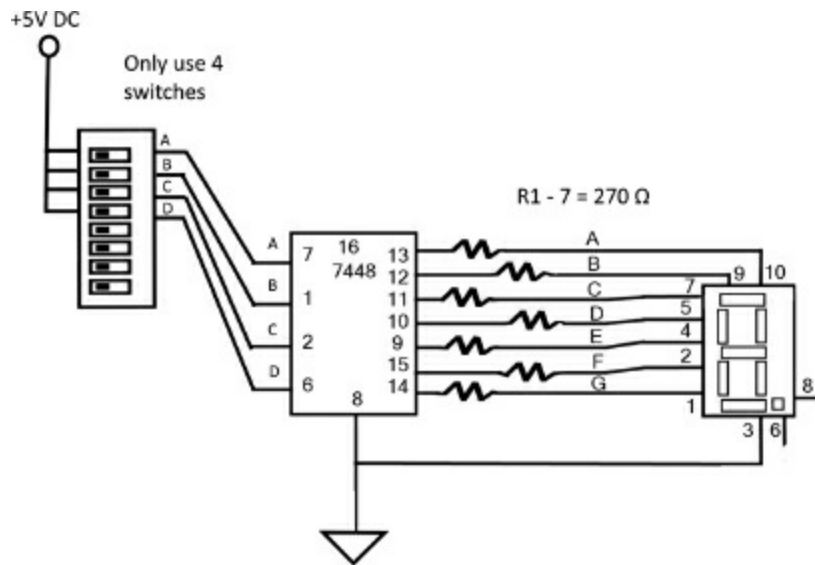 +5V DC
Only use 4
switches
A
B
C
D
R1 - 7 = 270 Ω
A
B
C
D
7
1
2
6
16
7448
8
13
12
11
10
9
15
14
A
B
C
D
E
F
G
9
10
7
5
4
2
1
8
3
6